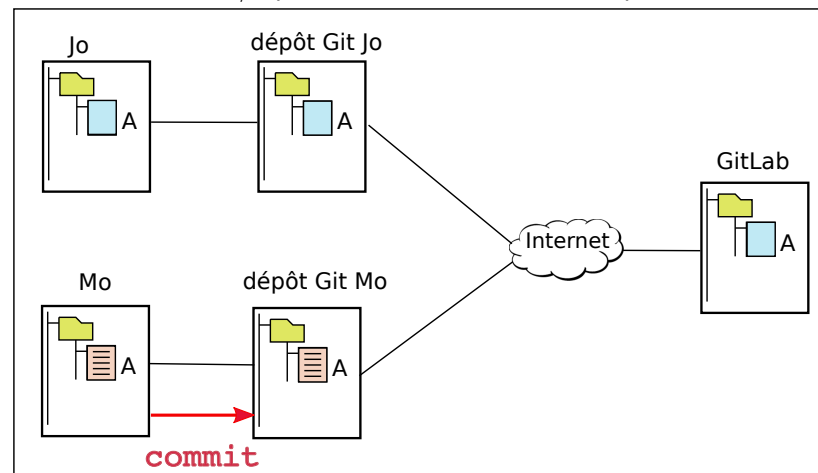 Jo
dépôt Git Jo
A
A
GitLab
A
Internet
Mo
dépôt Git Mo
A
A
commit